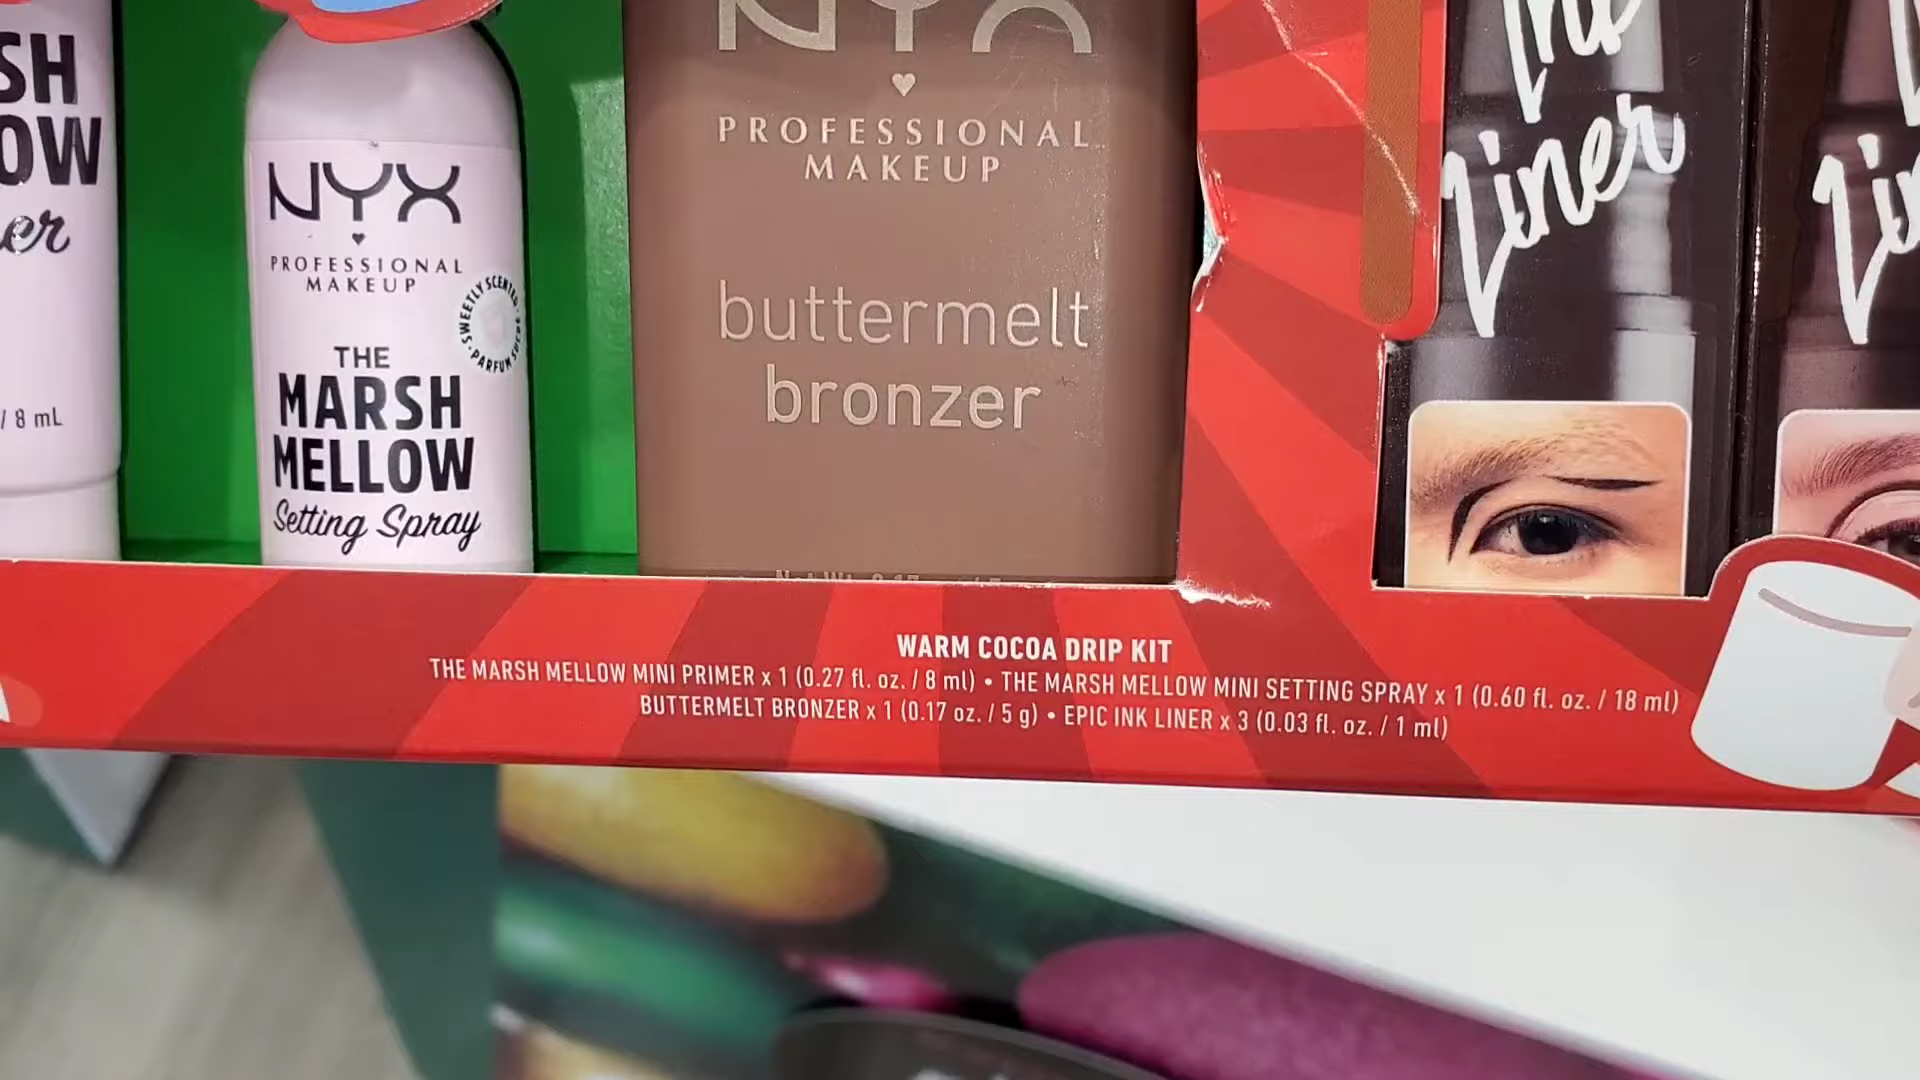 SH
OW
er
/ 8 mL
NYX
PROFESSIONAL
MAKEUP
SWEETLY SCENTED
THE
MARSH
MELLOW
Setting Spray
NYX
PROFESSIONAL
MAKEUP
buttermelt
bronzer
Ink
Liner
WARM COCOA DRIP KIT
THE MARSH MELLOW MINI PRIMER x 1 (0.27 fl. oz. / 8 ml) • THE MARSH MELLOW MINI SETTING SPRAY x 1 (0.60 fl. oz. / 18 ml)
BUTTERMELT BRONZER x 1 (0.17 oz. / 5 g) • EPIC INK LINER x 3 (0.03 fl. oz. / 1 ml)